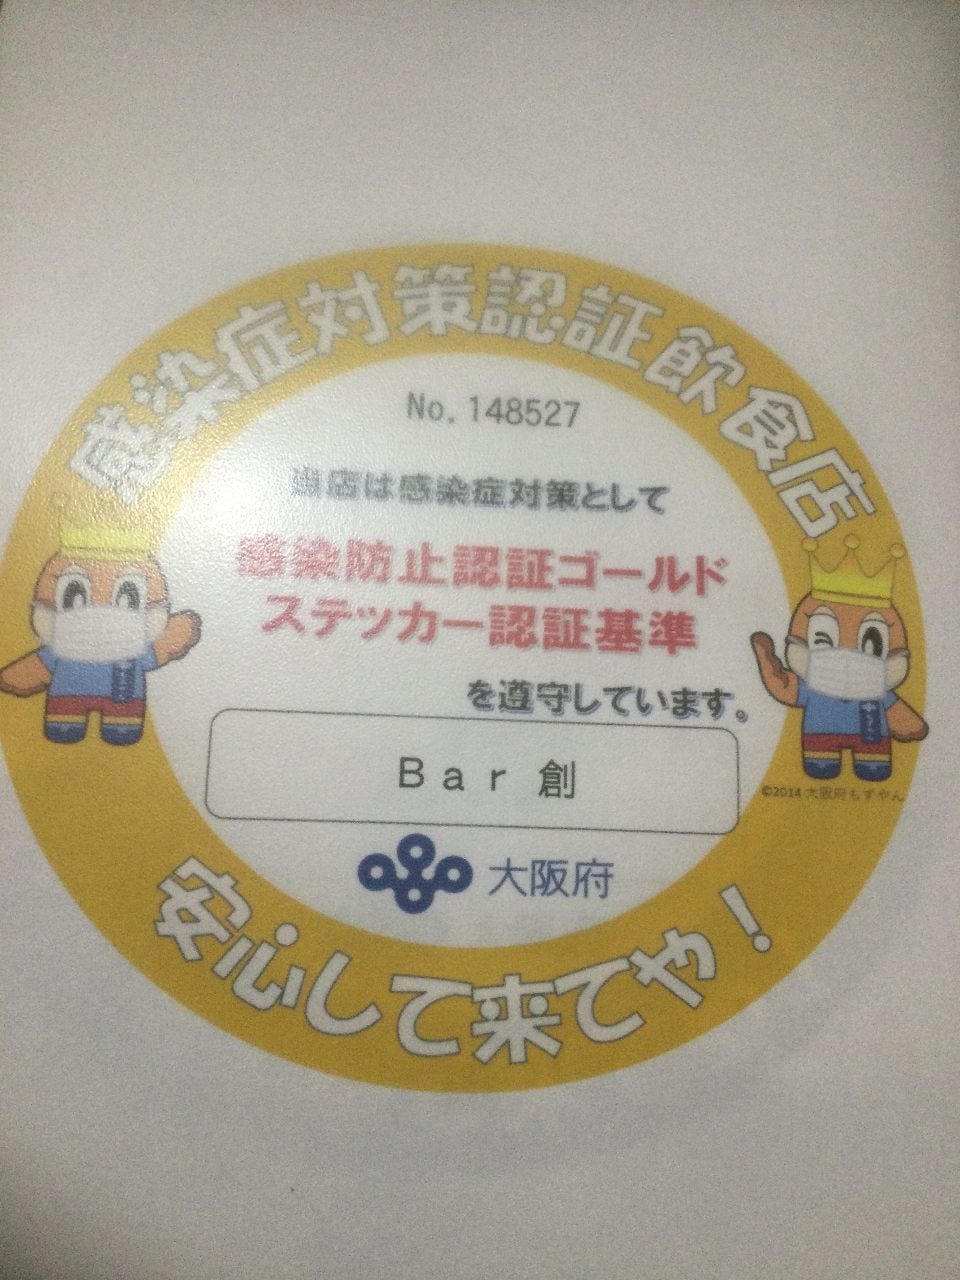 感染症対策認証飲食店
No.148527
当店は感染症対策として
感染防止認証ゴールド
ステッカー認証基準
を遵守しています。
Bar 創
©2014 大阪府もずやん
大阪府
安心して来てや！